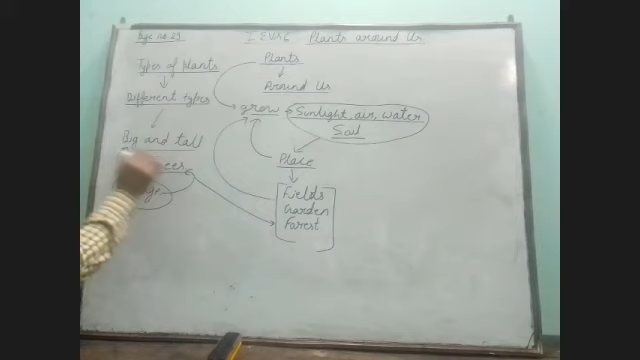 Page no 29
I EVS Plants around Us
Types of plants
Different types
Big and tall
Plants
Around Us
grow
Sunlight, air, water
Soil
Place
Fields
Garden
Forest